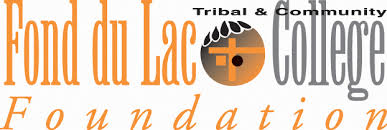 Tribal & Community
Fond du Lac College
Foundation